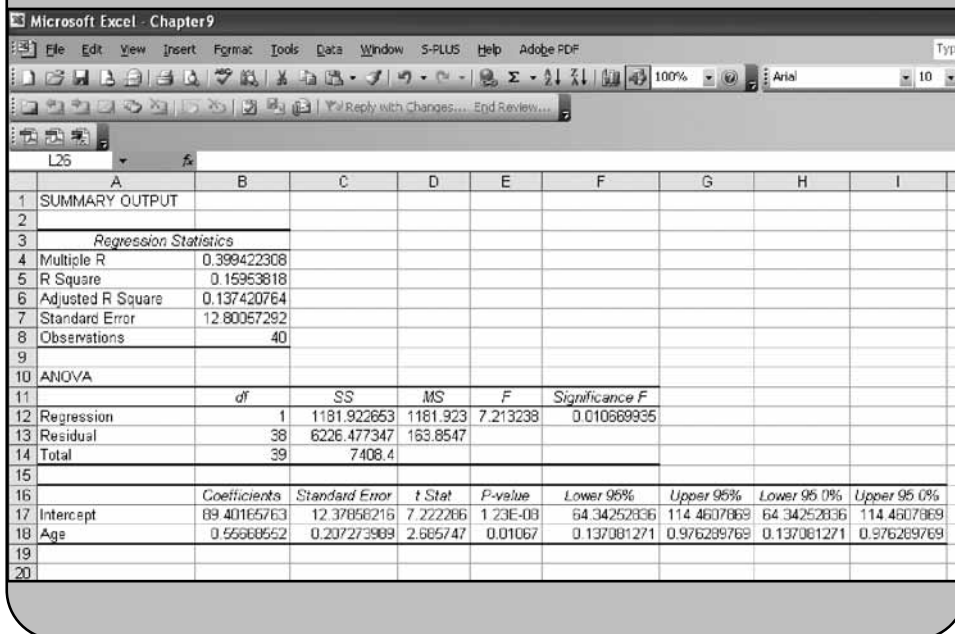 Microsoft Excel - Chapter9
File Edit View Insert Format Tools Data Window S-PLUS Help Adobe PDF Typ
100% Arial 10
Reply with Changes... End Review...
L26 fx
A B C D E F G H I
1 SUMMARY OUTPUT
2
3 Regression Statistics
4 Multiple R 0.399422308
5 R Square 0.15953818
6 Adjusted R Square 0.137420764
7 Standard Error 12.80057292
8 Observations 40
9
10 ANOVA
11 df SS MS F Significance F
12 Regression 1 1181.922653 1181.923 7.213238 0.010669935
13 Residual 38 6226.477347 163.8547
14 Total 39 7408.4
15
16 Coefficients Standard Error t Stat P-value Lower 95% Upper 95% Lower 95.0% Upper 95.0%
17 Intercept 89.40165763 12.37858216 7.222286 1.23E-08 64.34252836 114.4607869 64.34252836 114.4607869
18 Age 0.55668552 0.207273989 2.685747 0.01067 0.137081271 0.976289769 0.137081271 0.976289769
19
20